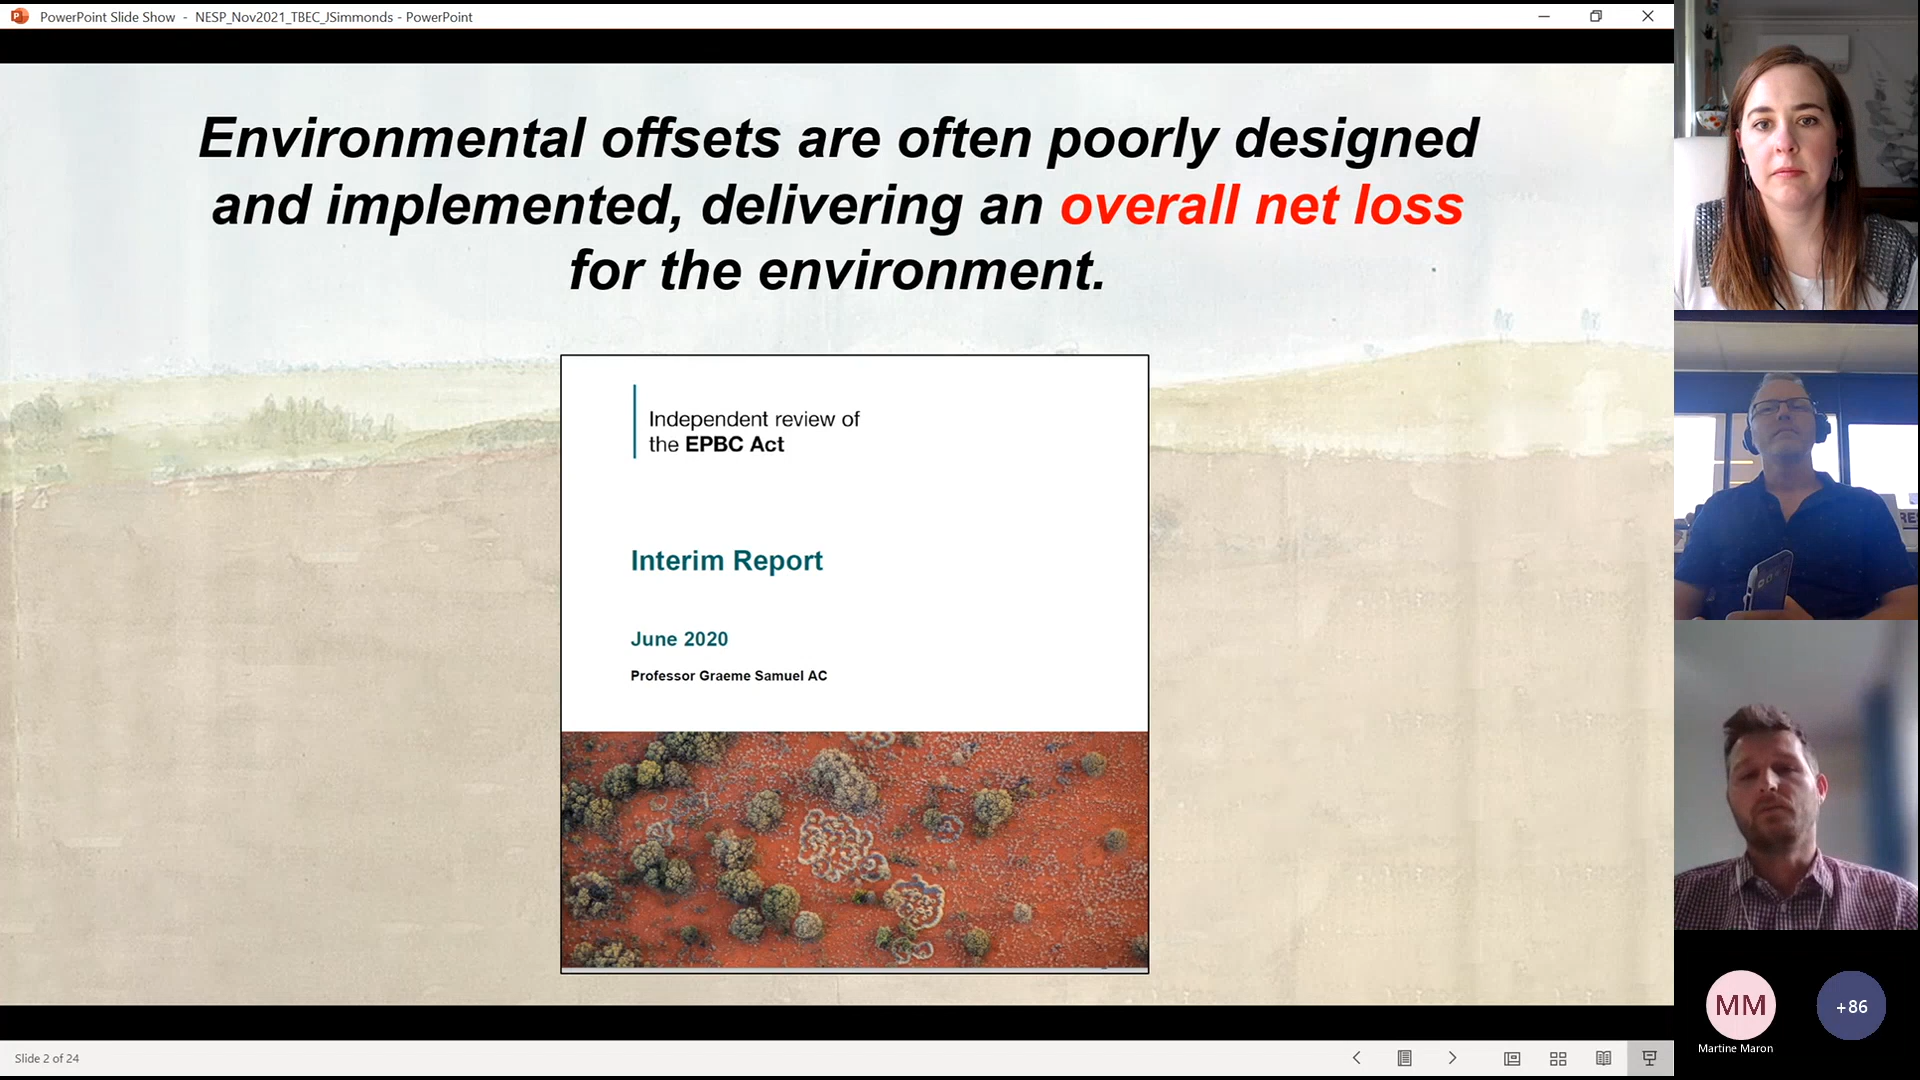 PowerPoint Slide Show - NESP_Nov2021_TBEC_JSimmonds - PowerPoint
Environmental offsets are often poorly designed
and implemented, delivering an overall net loss
for the environment.
Independent review of
the EPBC Act
Interim Report
June 2020
Professor Graeme Samuel AC
MM
+86
Martine Maron
Slide 2 of 24